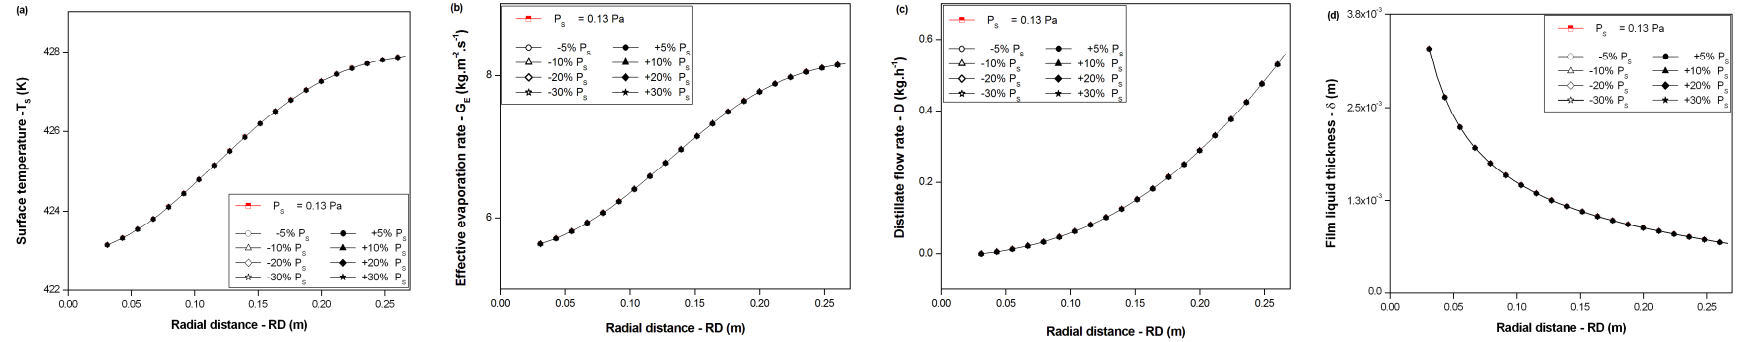 (a)
Surface temperature - T_S (K)
428
426
424
422
0.00 0.05 0.10 0.15 0.20 0.25
Radial distance - RD (m)
P_S = 0.13 Pa
-5% P_S +5% P_S
-10% P_S +10% P_S
-20% P_S +20% P_S
-30% P_S +30% P_S
(b)
Effective evaporation rate - G_E (kg.m⁻².s⁻¹)
8
6
0.00 0.05 0.10 0.15 0.20 0.25
Radial distance - RD (m)
P_S = 0.13 Pa
-5% P_S +5% P_S
-10% P_S +10% P_S
-20% P_S +20% P_S
-30% P_S +30% P_S
(c)
Distillate flow rate - D (kg.h⁻¹)
0.6
0.4
0.2
0.0
0.00 0.05 0.10 0.15 0.20 0.25
Radial distance - RD (m)
P_S = 0.13 Pa
-5% P_S +5% P_S
-10% P_S +10% P_S
-20% P_S +20% P_S
-30% P_S +30% P_S
(d)
Film liquid thickness - δ (m)
3.8x10⁻³
2.5x10⁻³
1.3x10⁻³
0.0
0.00 0.05 0.10 0.15 0.20 0.25
Radial distane - RD (m)
P_S = 0.13 Pa
-5% P_S +5% P_S
-10% P_S +10% P_S
-20% P_S +20% P_S
-30% P_S +30% P_S